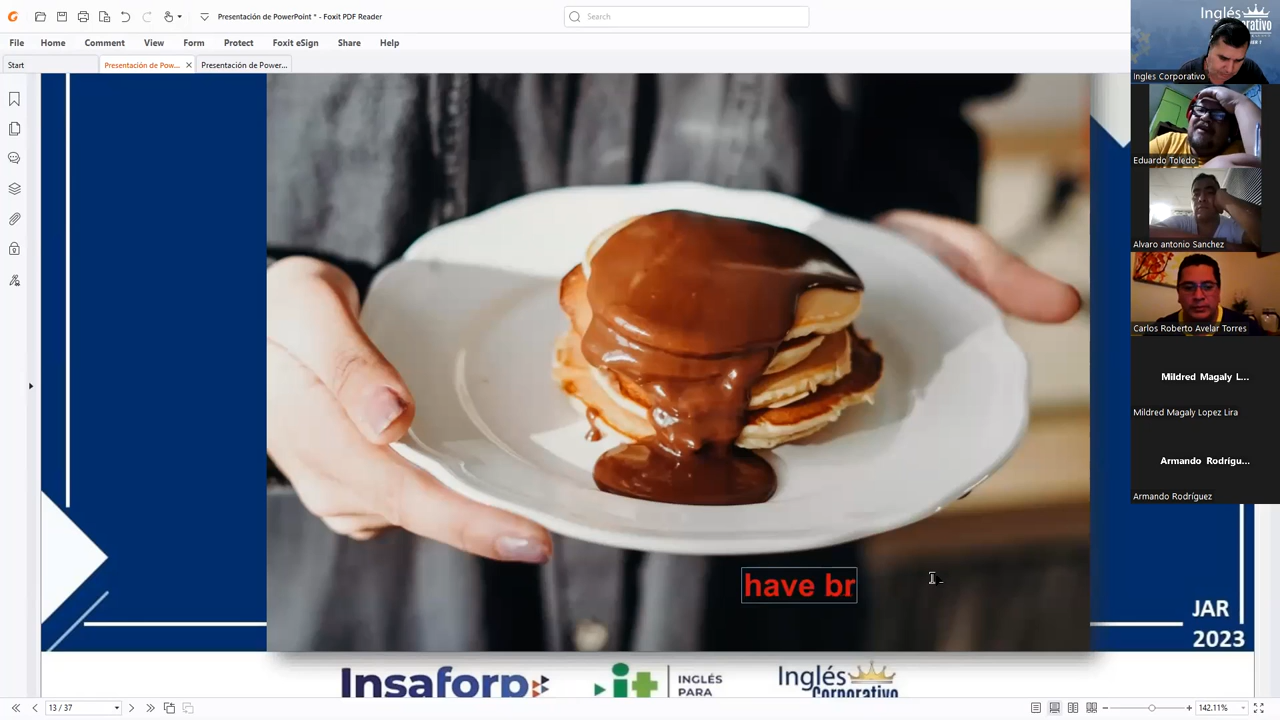 Presentación de PowerPoint * - Foxit PDF Reader
Search
File Home Comment View Form Protect Foxit eSign Share Help
Start
Presentación de Pow...
Presentación de Power...
have br
JAR
2023
Insaforp
it
INGLÉS
PARA
Inglés
Corporativo
13 / 37
142.11%
Inglés
Corporativo
Ingles Corporativo
Eduardo Toledo
Alvaro antonio Sanchez
Carlos Roberto Avelar Torres
Mildred Magaly L...
Mildred Magaly Lopez Lira
Armando Rodrígu...
Armando Rodríguez